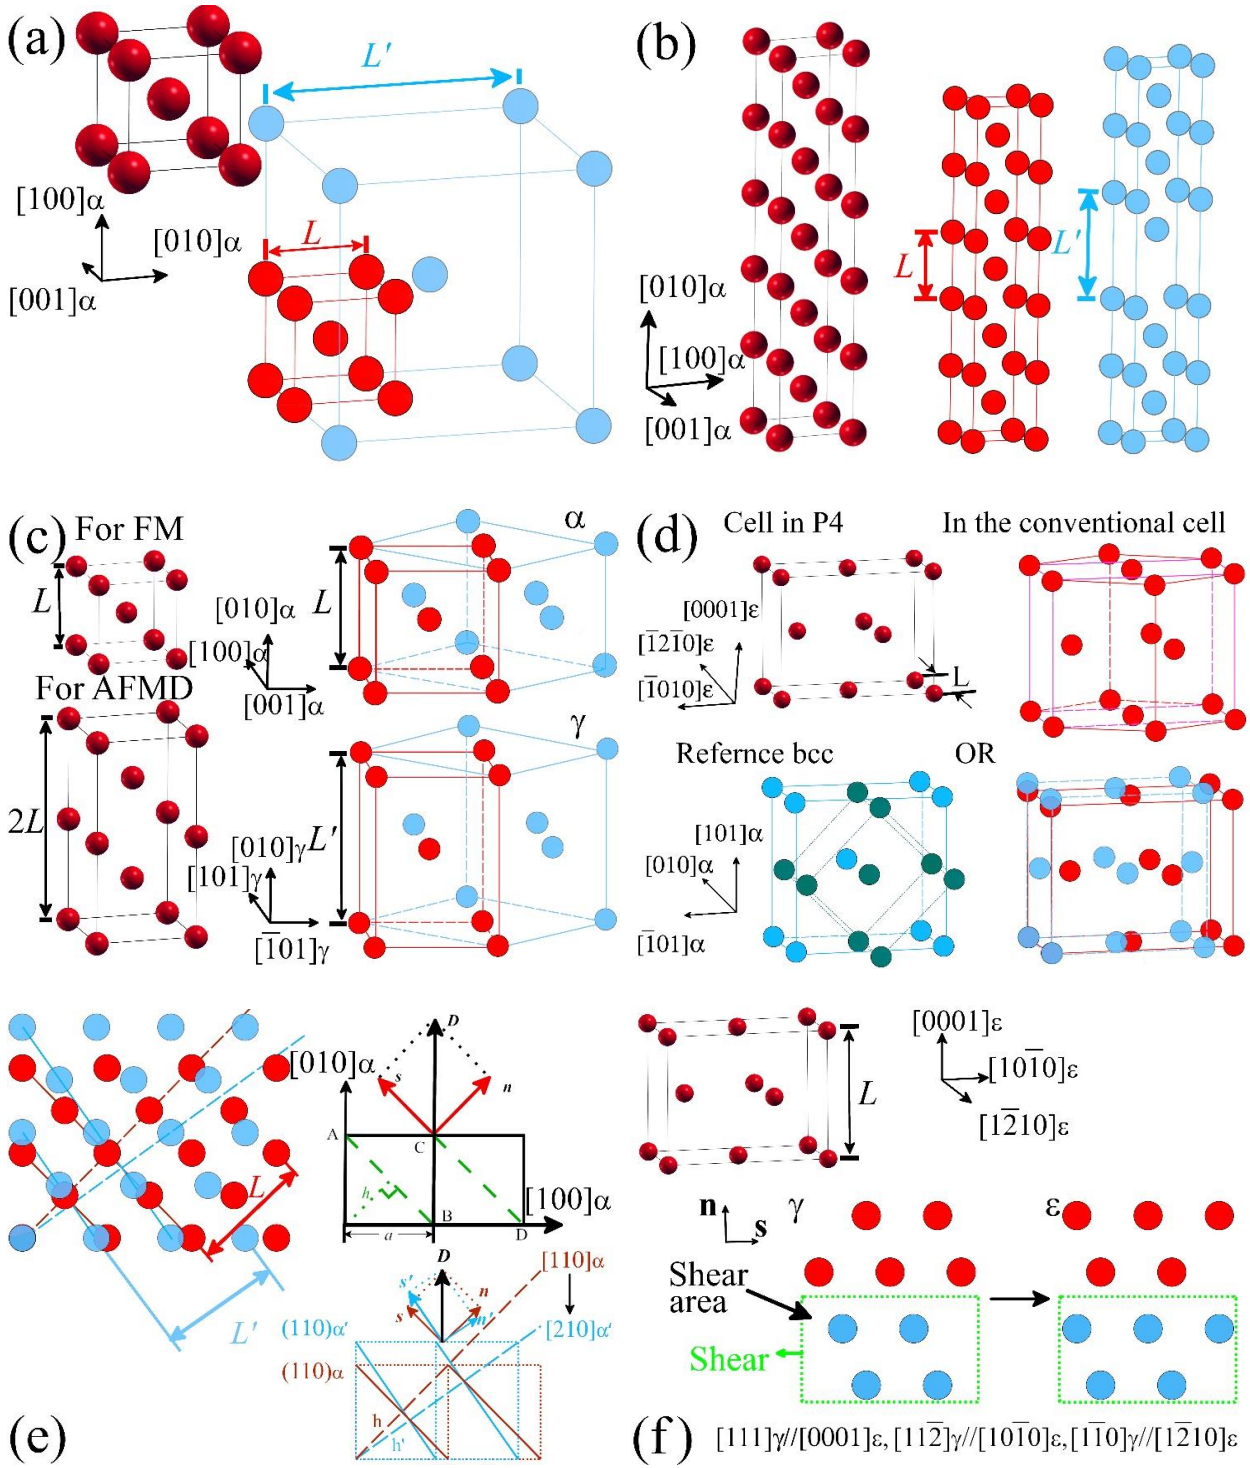 (a)
L′
[100]α
[010]α
[001]α
L
(b)
[010]α
[100]α
[001]α
L
L′
(c)
For FM
L
[010]α
[100]α
[001]α
L
α
For AFMD
2L
[010]γ
[101]γ
[1̅01]γ
L′
γ
(d)
Cell in P4
In the conventional cell
[0001]ε
[1̅21̅0]ε
[1̅010]ε
L
Refernce bcc
OR
[101]α
[010]α
[1̅01]α
(e)
L
L′
[010]α
D
s
n
A
C
h
B
D
a
[100]α
D
s′
n
s
n′
[110]α
[210]α′
(110)α′
(110)α
h
h′
(f)
L
[0001]ε
[101̅0]ε
[12̅10]ε
n
s
γ
ε
Shear
area
Shear
[111]γ//[0001]ε, [112̅]γ//[101̅0]ε, [11̅0]γ//[12̅10]ε